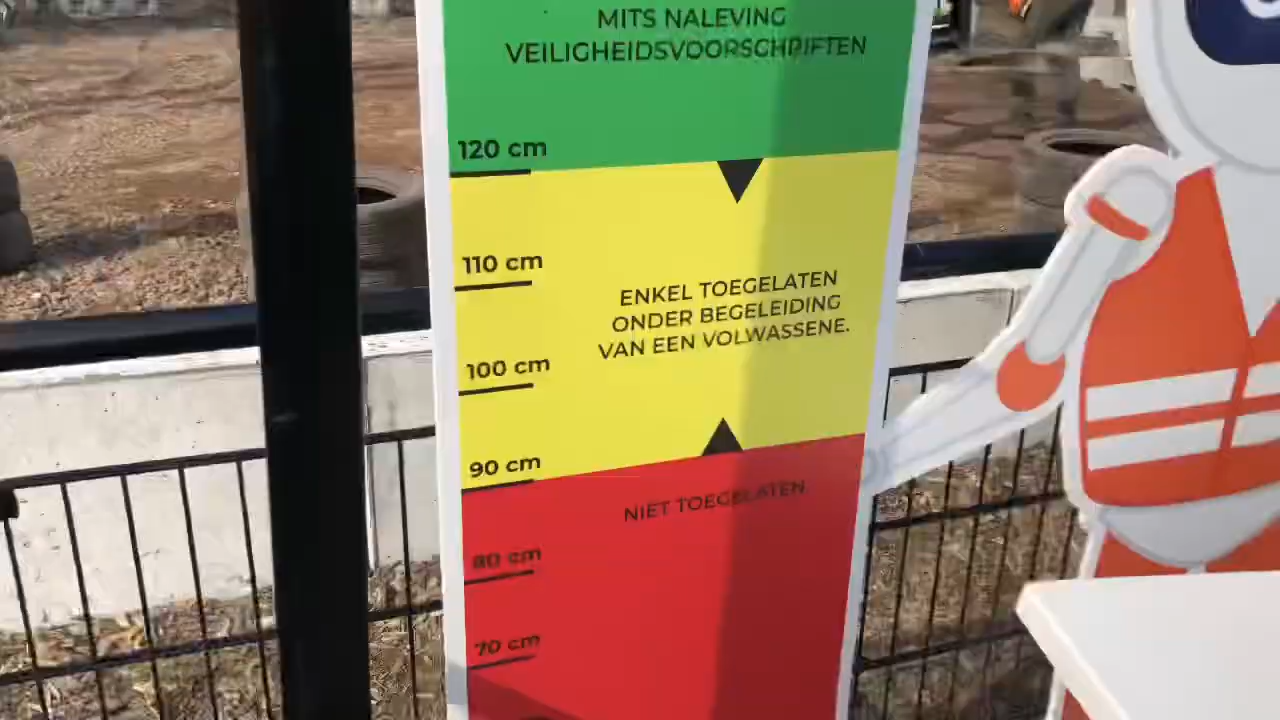 MITS NALEVING
VEILIGHEIDSVOORSCHRIFTEN
120 cm
110 cm
ENKEL TOEGELATEN
ONDER BEGELEIDING
VAN EEN VOLWASSENE.
100 cm
90 cm
NIET TOEGELATEN
80 cm
70 cm